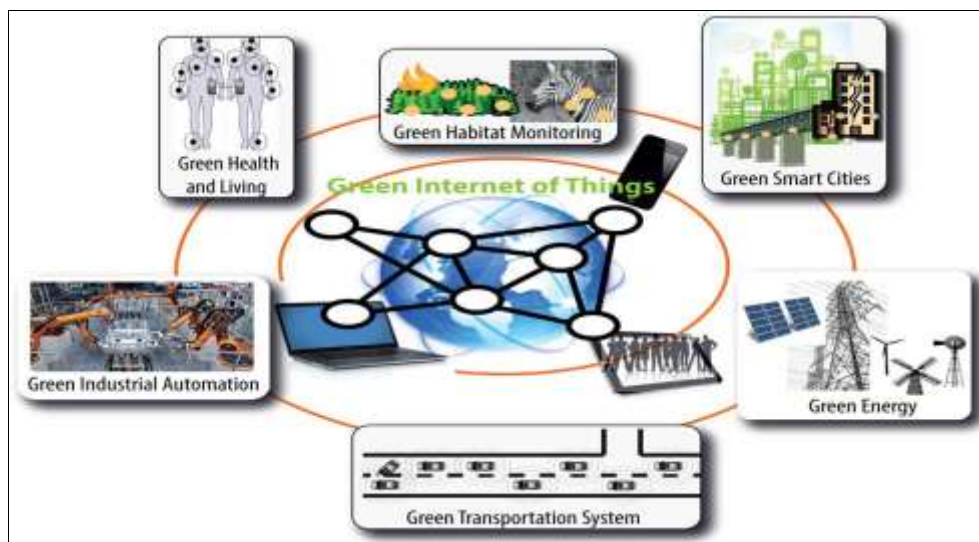 Green Habitat Monitoring
Green Health
and Living
Green Smart Cities
Green Internet of Things
Green Industrial Automation
Green Energy
Green Transportation System